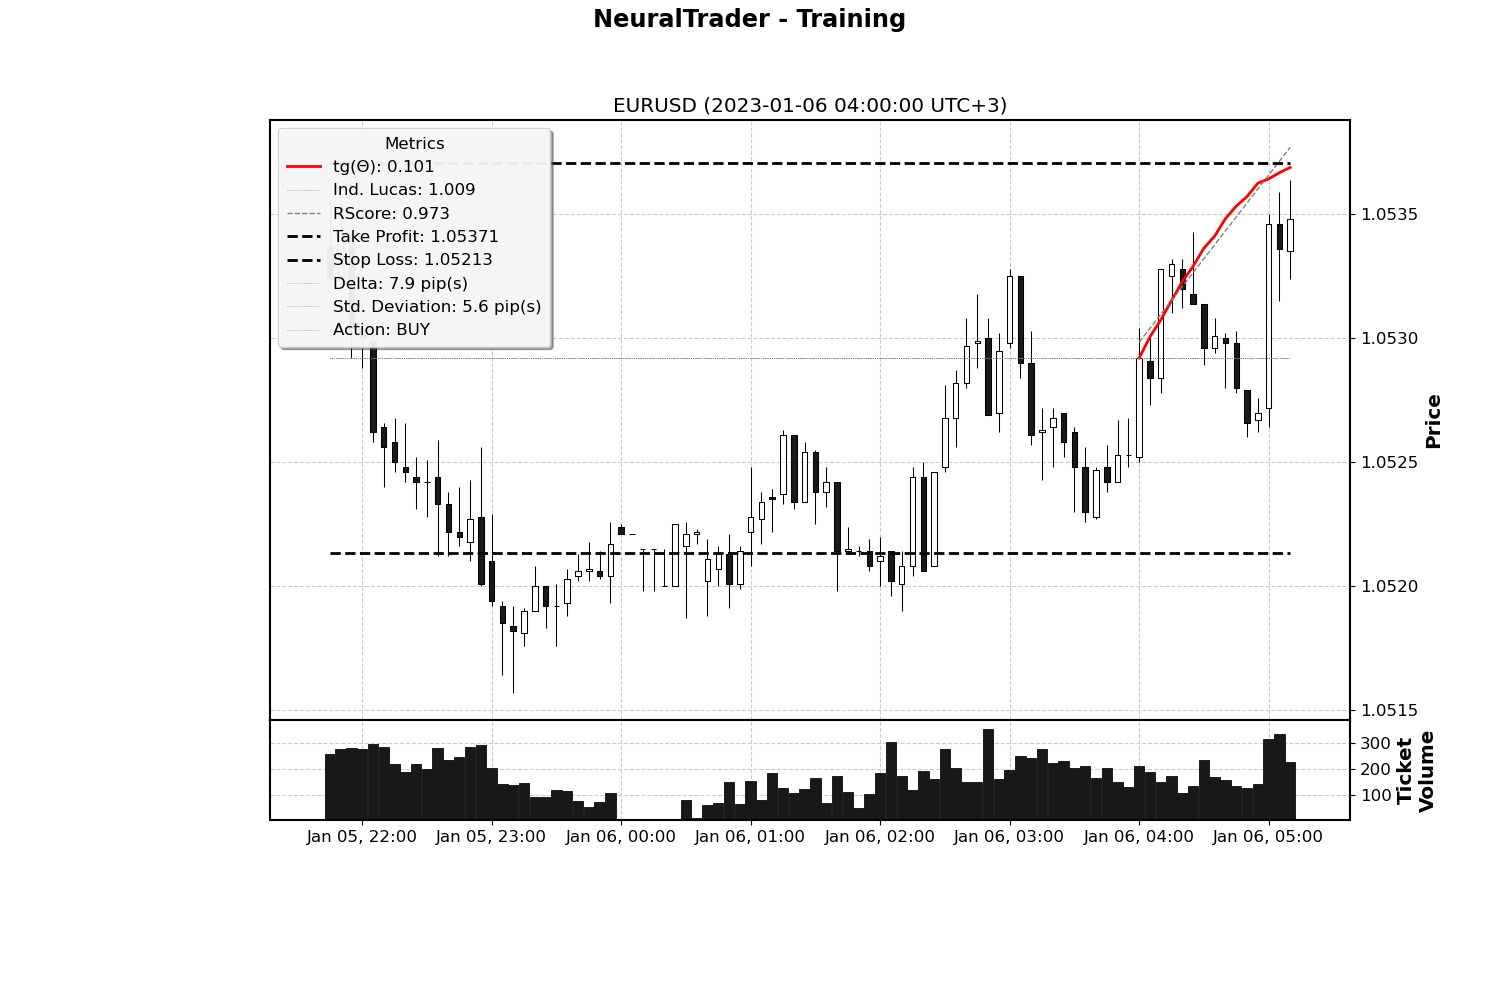 NeuralTrader - Training
EURUSD (2023-01-06 04:00:00 UTC+3)
Metrics
tg(Θ): 0.101
Ind. Lucas: 1.009
RScore: 0.973
Take Profit: 1.05371
Stop Loss: 1.05213
Delta: 7.9 pip(s)
Std. Deviation: 5.6 pip(s)
Action: BUY
1.0535
1.0530
1.0525
1.0520
1.0515
Price
300
200
100
Ticket
Volume
Jan 05, 22:00
Jan 05, 23:00
Jan 06, 00:00
Jan 06, 01:00
Jan 06, 02:00
Jan 06, 03:00
Jan 06, 04:00
Jan 06, 05:00